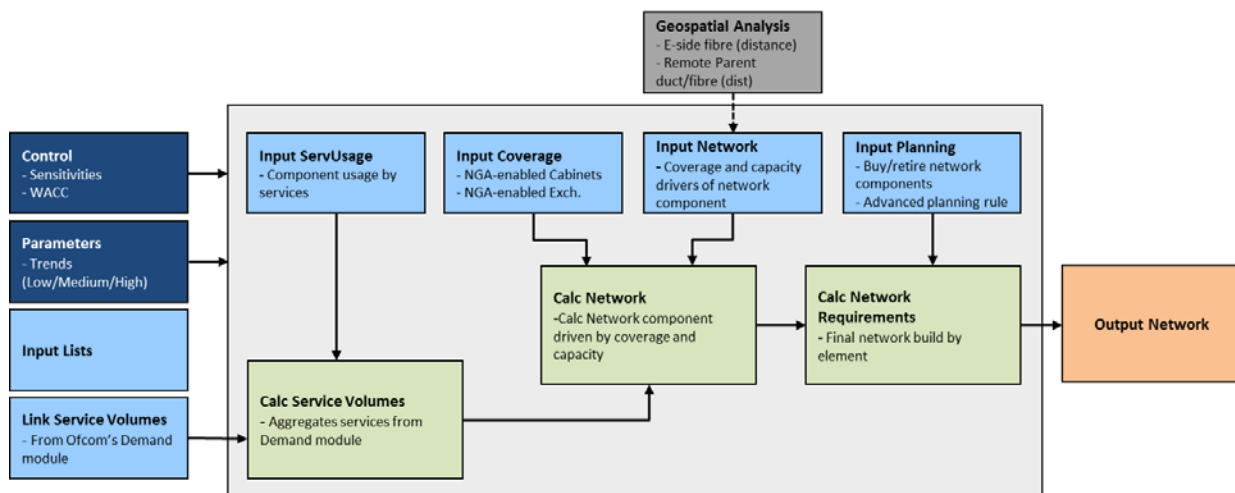 Geospatial Analysis
- E-side fibre (distance)
- Remote Parent
duct/fibre (dist)
Control
- Sensitivities
- WACC
Input ServUsage
- Component usage by
services
Input Coverage
- NGA-enabled Cabinets
- NGA-enabled Exch.
Input Network
- Coverage and capacity
drivers of network
component
Input Planning
- Buy/retire network
components
- Advanced planning rule
Parameters
- Trends
(Low/Medium/High)
Calc Network
-Calc Network component
driven by coverage and
capacity
Calc Network
Requirements
- Final network build by
element
Output Network
Input Lists
Calc Service Volumes
- Aggregates services from
Demand module
Link Service Volumes
- From Ofcom's Demand
module